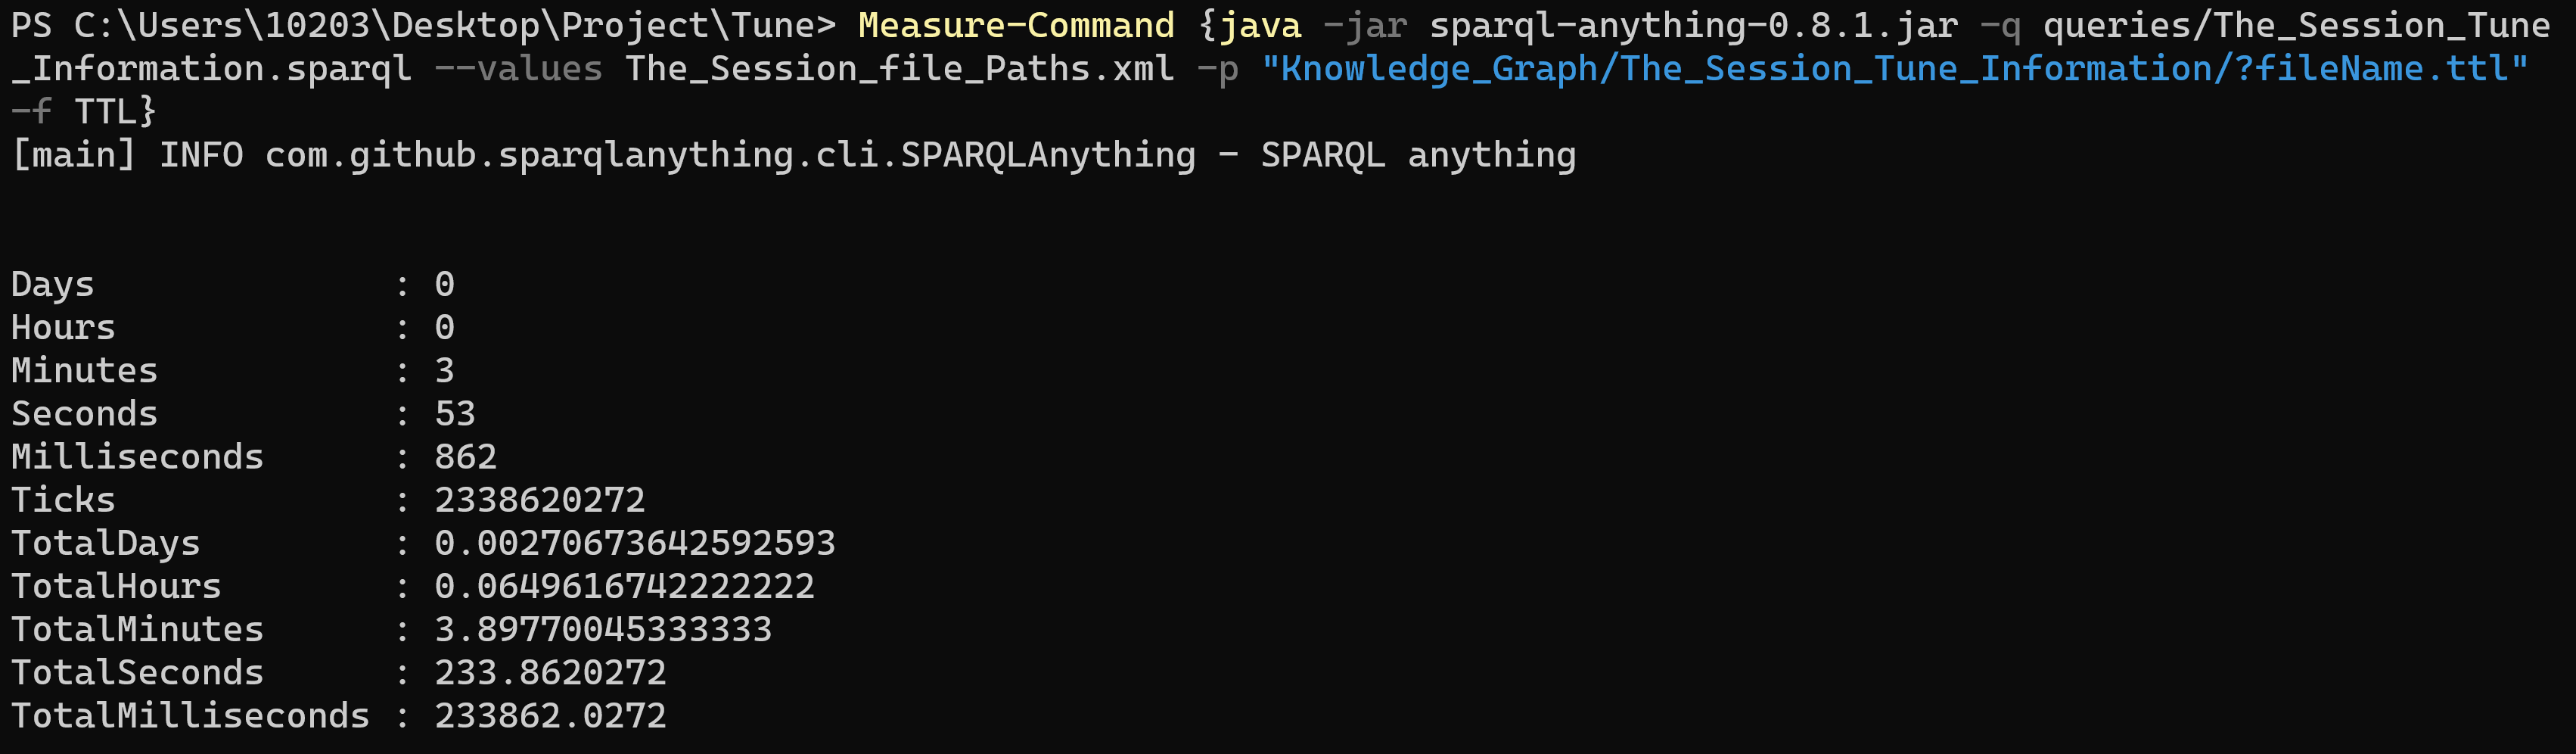 PS C:\Users\10203\Desktop\Project\Tune> Measure-Command {java -jar sparql-anything-0.8.1.jar -q queries/The_Session_Tune
_Information.sparql --values The_Session_file_Paths.xml -p "Knowledge_Graph/The_Session_Tune_Information/?fileName.ttl"
-f TTL}
[main] INFO com.github.sparqlanything.cli.SPARQLAnything - SPARQL anything
Days              : 0
Hours             : 0
Minutes           : 3
Seconds           : 53
Milliseconds      : 862
Ticks             : 2338620272
TotalDays         : 0.00270673642592593
TotalHours        : 0.0649616742222222
TotalMinutes      : 3.89770045333333
TotalSeconds      : 233.8620272
TotalMilliseconds : 233862.0272